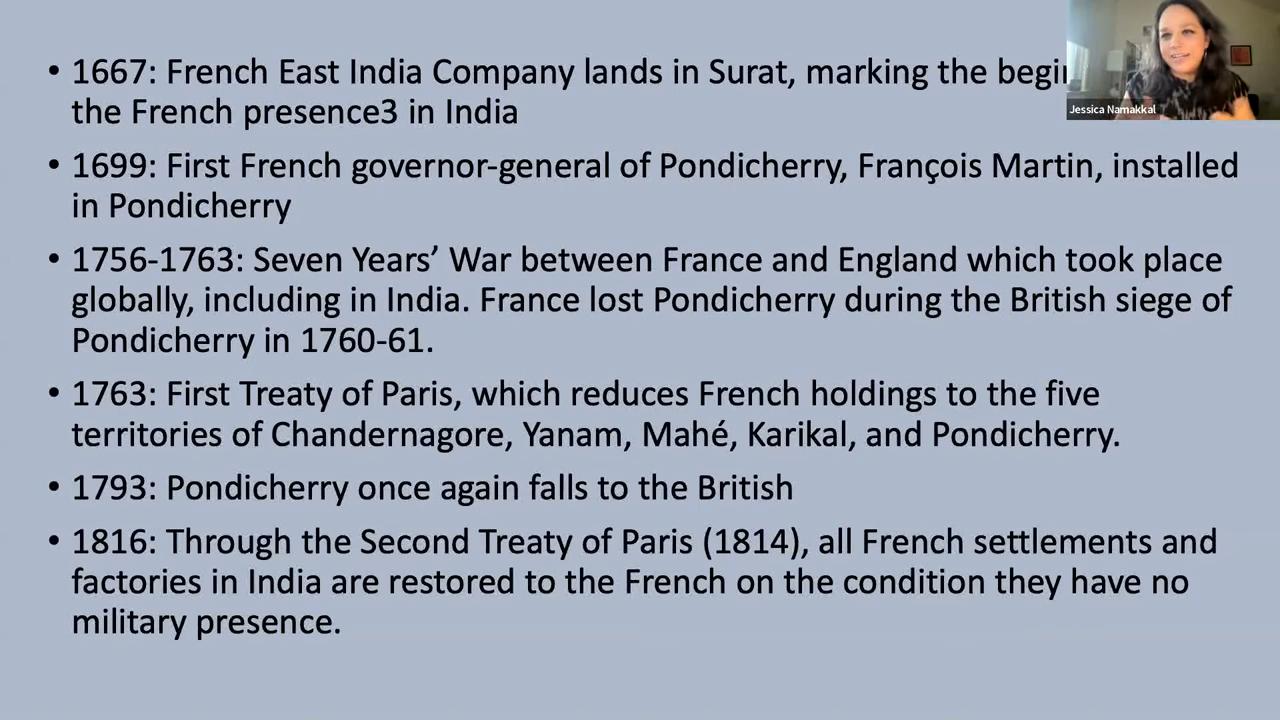 • 1667: French East India Company lands in Surat, marking the
the French presence3 in India
• 1699: First French governor-general of Pondicherry, François Martin, installed
in Pondicherry
• 1756-1763: Seven Years’ War between France and England which took place
globally, including in India. France lost Pondicherry during the British siege of
Pondicherry in 1760-61.
• 1763: First Treaty of Paris, which reduces French holdings to the five
territories of Chandernagore, Yanam, Mahé, Karikal, and Pondicherry.
• 1793: Pondicherry once again falls to the British
• 1816: Through the Second Treaty of Paris (1814), all French settlements and
factories in India are restored to the French on the condition they have no
military presence.
Jessica Namakkal